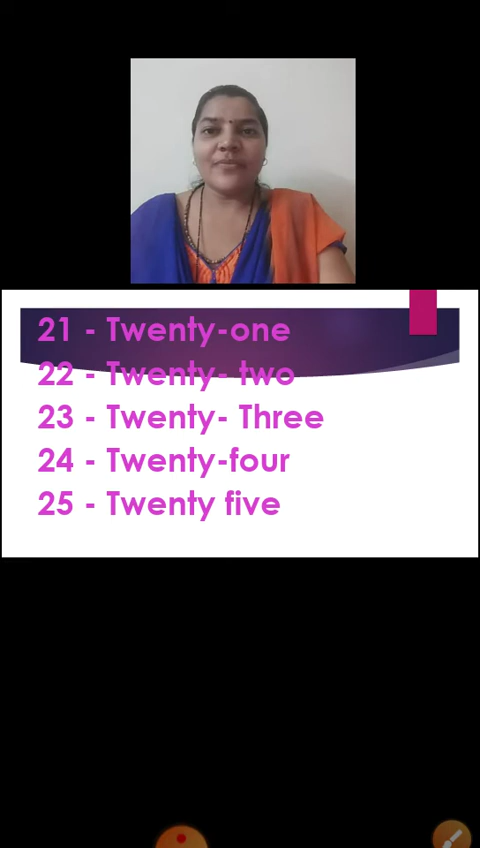 21 - Twenty-one
22 - Twenty- two
23 - Twenty- Three
24 - Twenty-four
25 - Twenty five